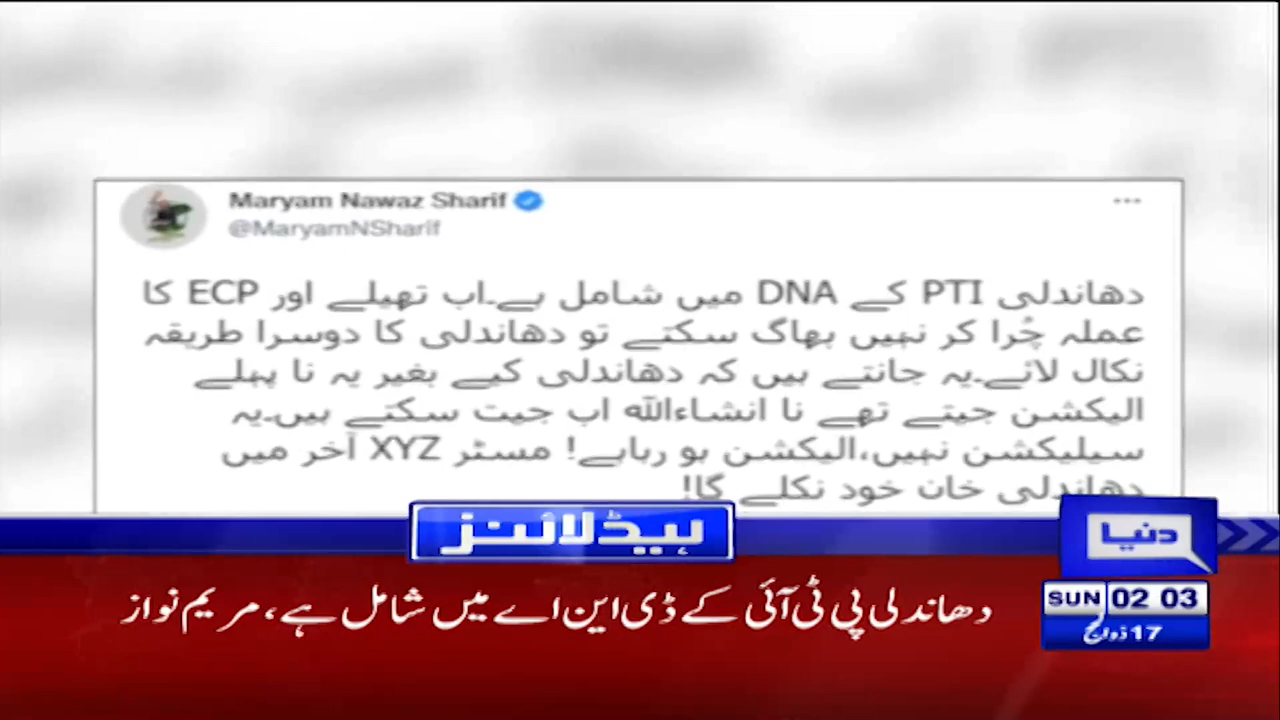 Maryam Nawaz Sharif
@MaryamNSharif
دھاندلی PTI کے DNA میں شامل ہے۔اب تھیلے اور ECP کا
عملہ چُرا کر نہیں بھاگ سکتے تو دھاندلی کا دوسرا طریقہ
نکال لائے۔یہ جانتے ہیں کہ دھاندلی کیے بغیر یہ نا پہلے
الیکشن جیتے تھے نا انشاءاللّہ اب جیت سکتے ہیں۔یہ
سیلیکشن نہیں،الیکشن ہو رہاہے! مسٹر XYZ آخر میں
دھاندلی خان خود نکلے گا!
ہیڈلائنز
دنیا
دھاندلی پی ٹی آئی کے ڈی این اے میں شامل ہے، مریم نواز
SUN 02 03
17 ذوالج